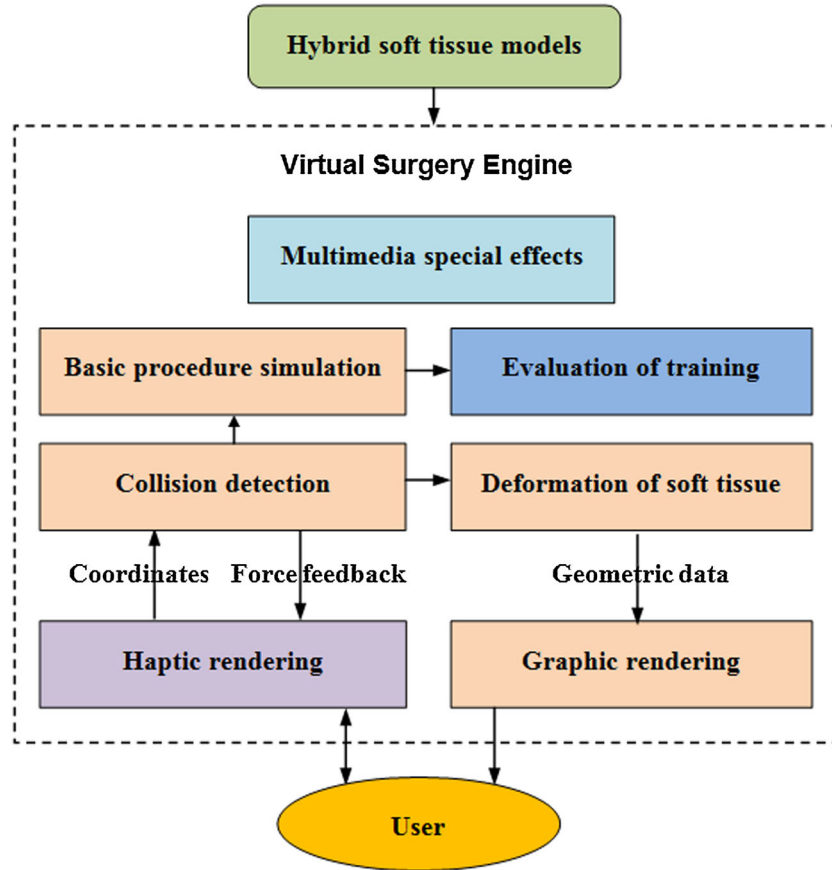 Hybrid soft tissue models
Virtual Surgery Engine
Multimedia special effects
Basic procedure simulation
Evaluation of training
Collision detection
Deformation of soft tissue
Coordinates
Force feedback
Geometric data
Haptic rendering
Graphic rendering
User